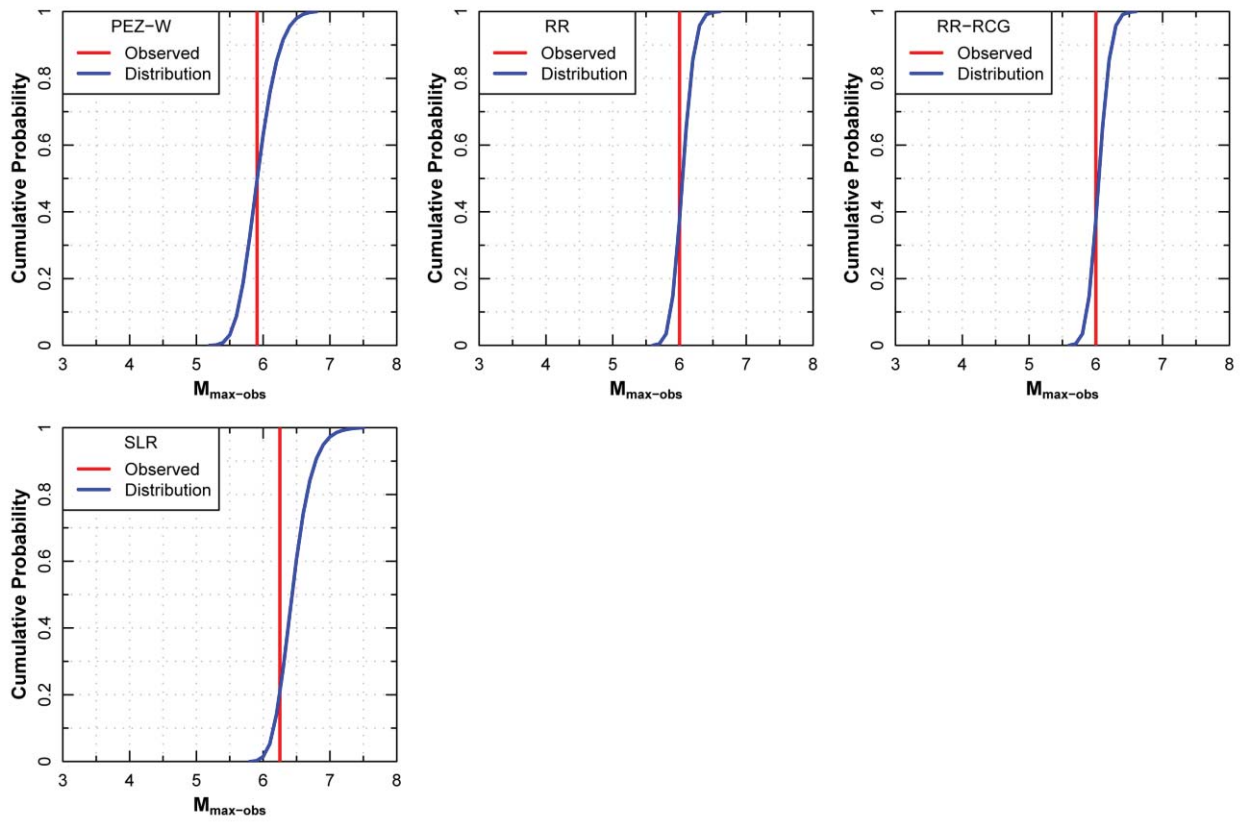 PEZ−W
Observed
Distribution
Cumulative Probability
0
0.2
0.4
0.6
0.8
1
3 4 5 6 7 8
Mmax−obs
RR
Observed
Distribution
Cumulative Probability
0
0.2
0.4
0.6
0.8
1
3 4 5 6 7 8
Mmax−obs
RR−RCG
Observed
Distribution
Cumulative Probability
0
0.2
0.4
0.6
0.8
1
3 4 5 6 7 8
Mmax−obs
SLR
Observed
Distribution
Cumulative Probability
0
0.2
0.4
0.6
0.8
1
3 4 5 6 7 8
Mmax−obs